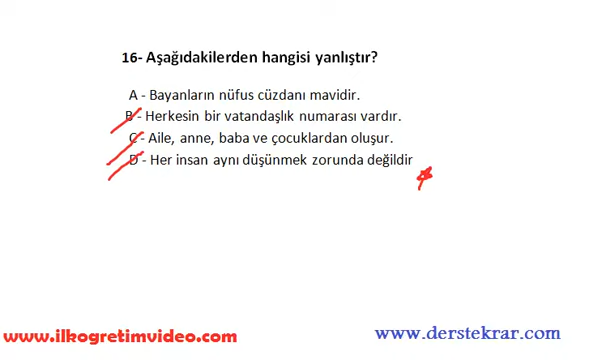 16- Aşağıdakilerden hangisi yanlıştır?
A - Bayanların nüfus cüzdanı mavidir.
B - Herkesin bir vatandaşlık numarası vardır.
C - Aile, anne, baba ve çocuklardan oluşur.
D - Her insan aynı düşünmek zorunda değildir
www.ilkogretimvideo.com
www.derstekrar.com